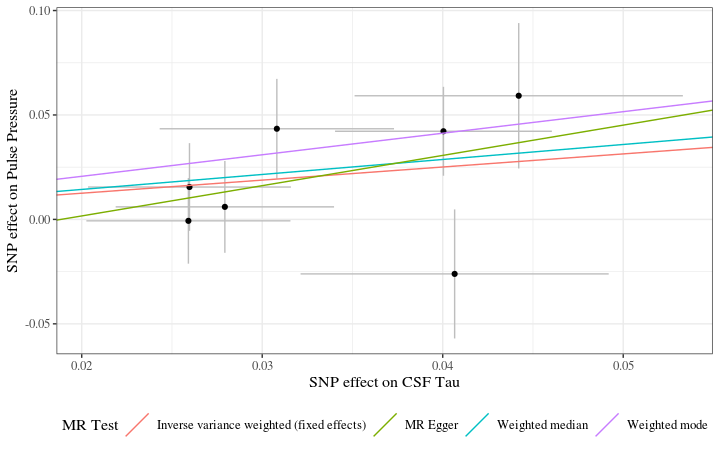 0.10
0.05
0.00
-0.05
SNP effect on Pulse Pressure
0.02 0.03 0.04 0.05
SNP effect on CSF Tau
MR Test Inverse variance weighted (fixed effects) MR Egger Weighted median Weighted mode